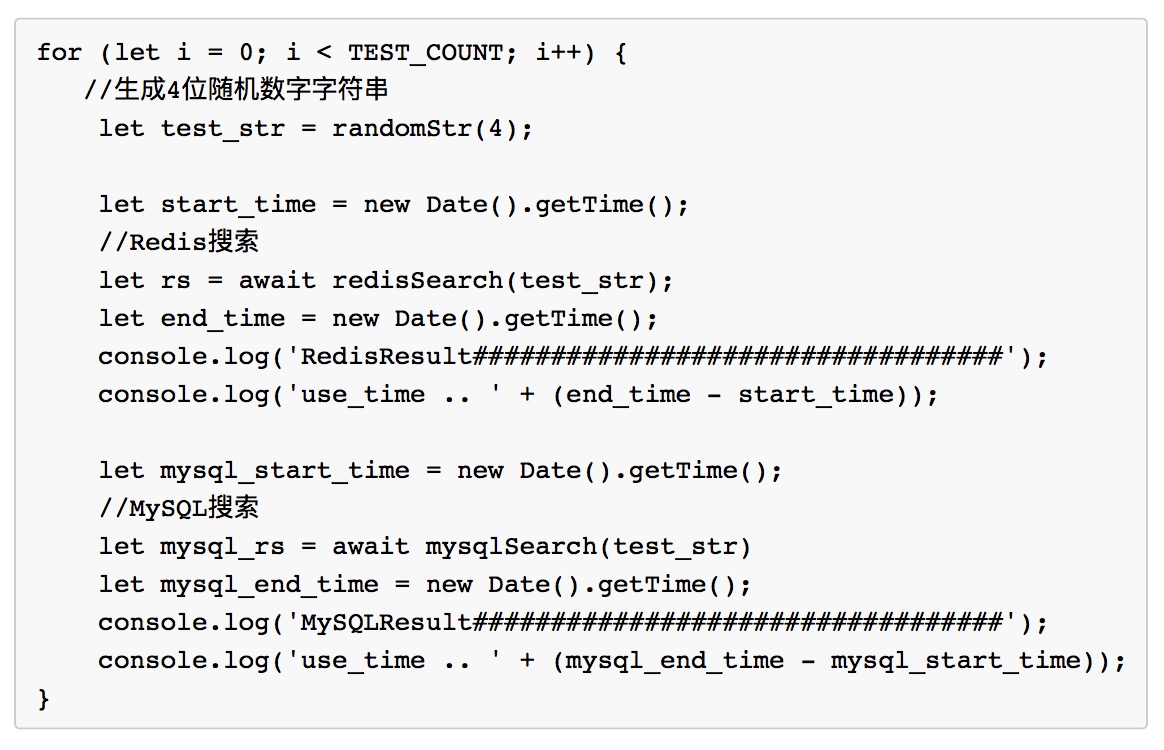 for (let i = 0; i < TEST_COUNT; i++) {
//生成4位随机数字字符串
let test_str = randomStr(4);
let start_time = new Date().getTime();
//Redis搜索
let rs = await redisSearch(test_str);
let end_time = new Date().getTime();
console.log('RedisResult##################################');
console.log('use_time .. ' + (end_time - start_time));
let mysql_start_time = new Date().getTime();
//MySQL搜索
let mysql_rs = await mysqlSearch(test_str)
let mysql_end_time = new Date().getTime();
console.log('MySQLResult##################################');
console.log('use_time .. ' + (mysql_end_time - mysql_start_time));
}